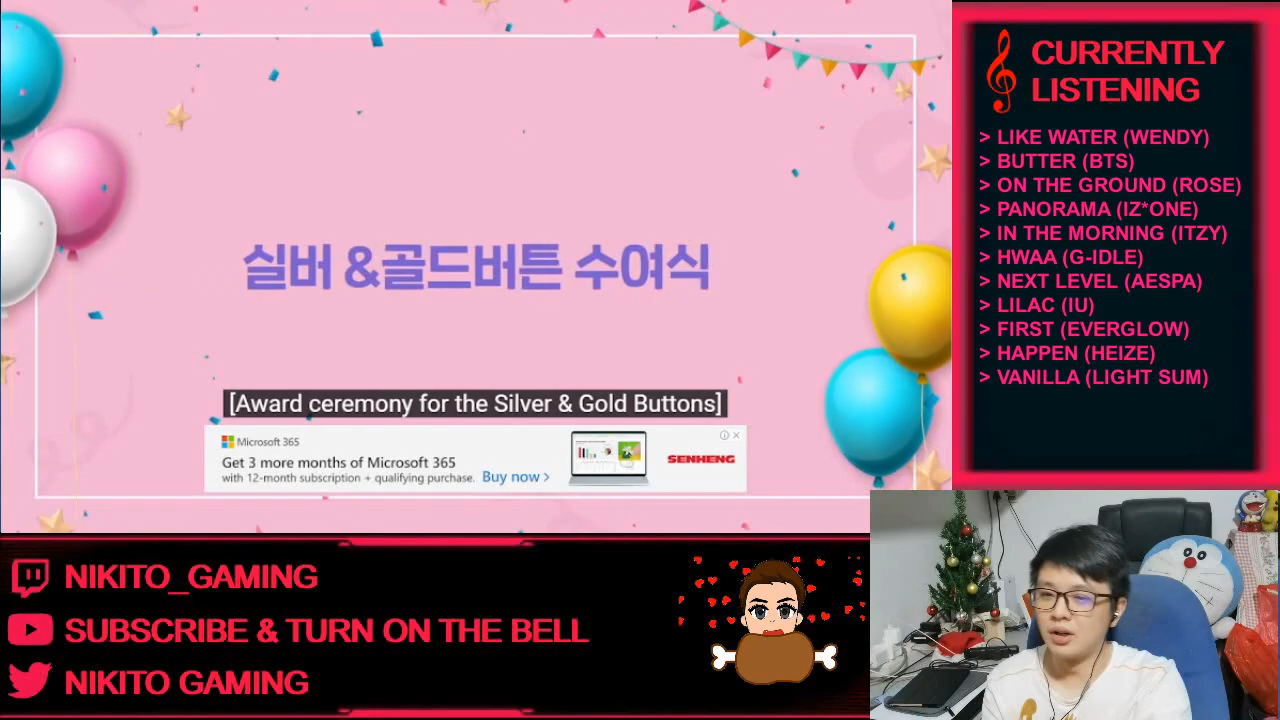 실버 &골드버튼 수여식
[Award ceremony for the Silver & Gold Buttons]
Microsoft 365
Get 3 more months of Microsoft 365
with 12-month subscription + qualifying purchase. Buy now >
SENHENG
CURRENTLY
LISTENING
> LIKE WATER (WENDY)
> BUTTER (BTS)
> ON THE GROUND (ROSE)
> PANORAMA (IZ*ONE)
> IN THE MORNING (ITZY)
> HWAA (G-IDLE)
> NEXT LEVEL (AESPA)
> LILAC (IU)
> FIRST (EVERGLOW)
> HAPPEN (HEIZE)
> VANILLA (LIGHT SUM)
NIKITO_GAMING
SUBSCRIBE & TURN ON THE BELL
NIKITO GAMING